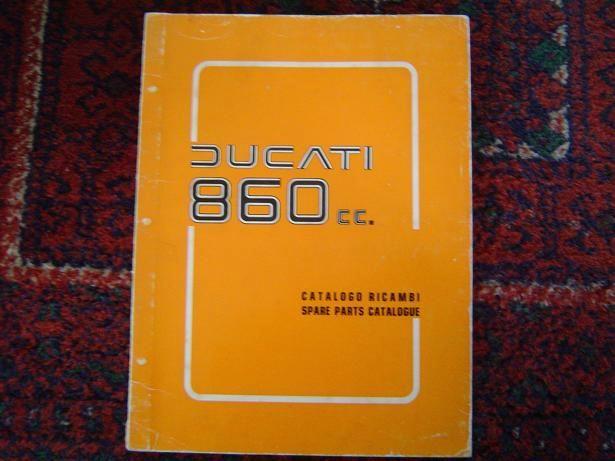 DUCATI
860 cc.
CATALOGO RICAMBI
SPARE PARTS CATALOGUE